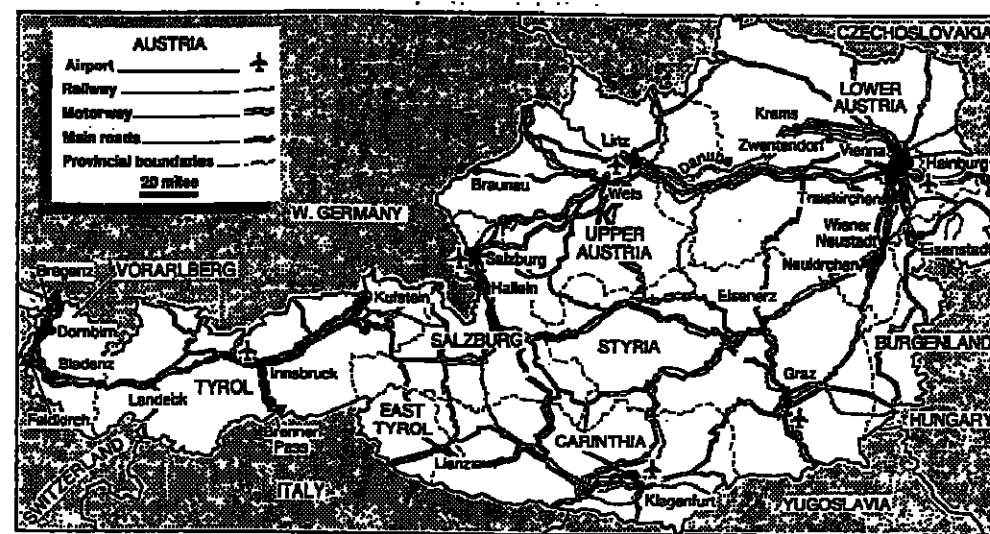 AUSTRIA
Airport
Railway
Motorway
Main roads
Provincial boundaries
20 miles
CZECHOSLOVAKIA
LOWER
AUSTRIA
Krems
Linz
Zwentendorf
Vienna
Danube
Hainburg
Braunau
Wels
Traiskirchen
W. GERMANY
UPPER
AUSTRIA
Wiener
Neustadt
Eisenstadt
Salzburg
Neukirchen
Bregenz
VORARLBERG
Hallein
Kufstein
Eisenerz
Dornbirn
SALZBURG
STYRIA
BURGENLAND
Bludenz
Innsbruck
Graz
TYROL
Landeck
Feldkirch
EAST
TYROL
HUNGARY
Brenner
Pass
CARINTHIA
Lienz
SWITZERLAND
ITALY
Klagenfurt
YUGOSLAVIA